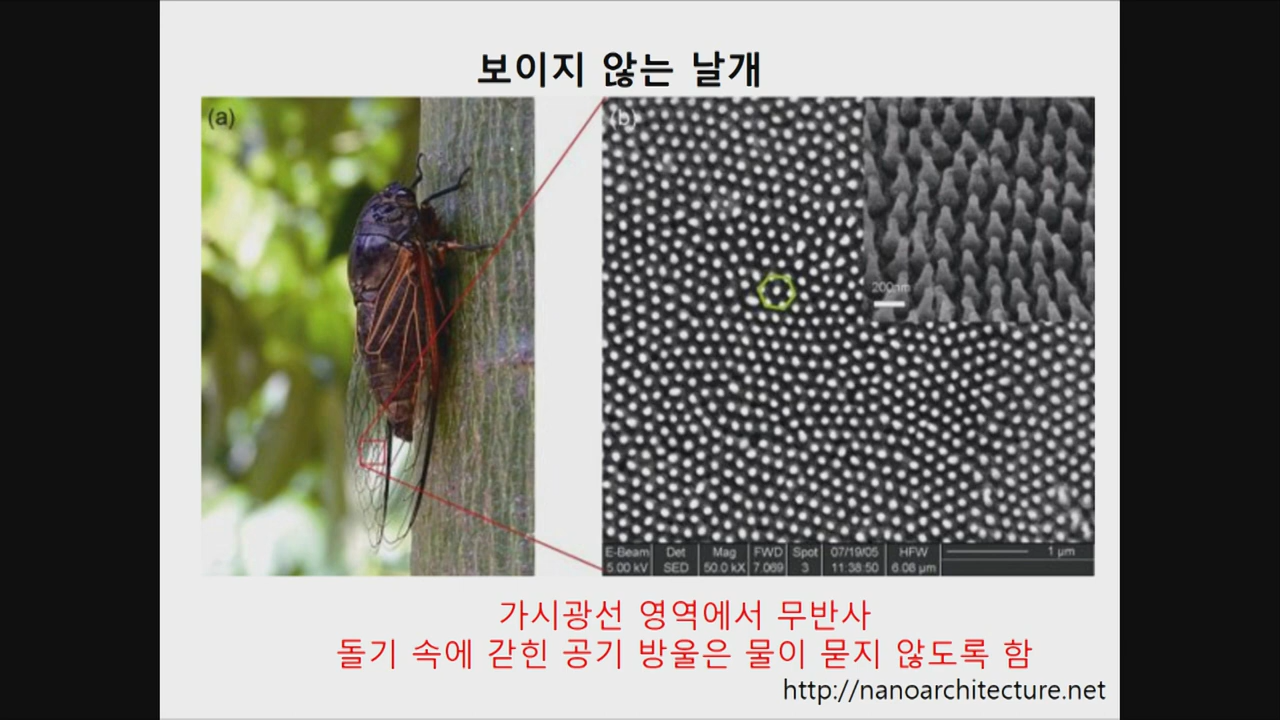 보이지 않는 날개
(a)
(b)
200nm
E-Beam Det Mag FWD Spot 07/19/05 HFW 1 μm
5.00 kV SED 50.0 kX 7.069 3 11:38:50 6.08 μm
가시광선 영역에서 무반사
돌기 속에 갇힌 공기 방울은 물이 묻지 않도록 함
http://nanoarchitecture.net